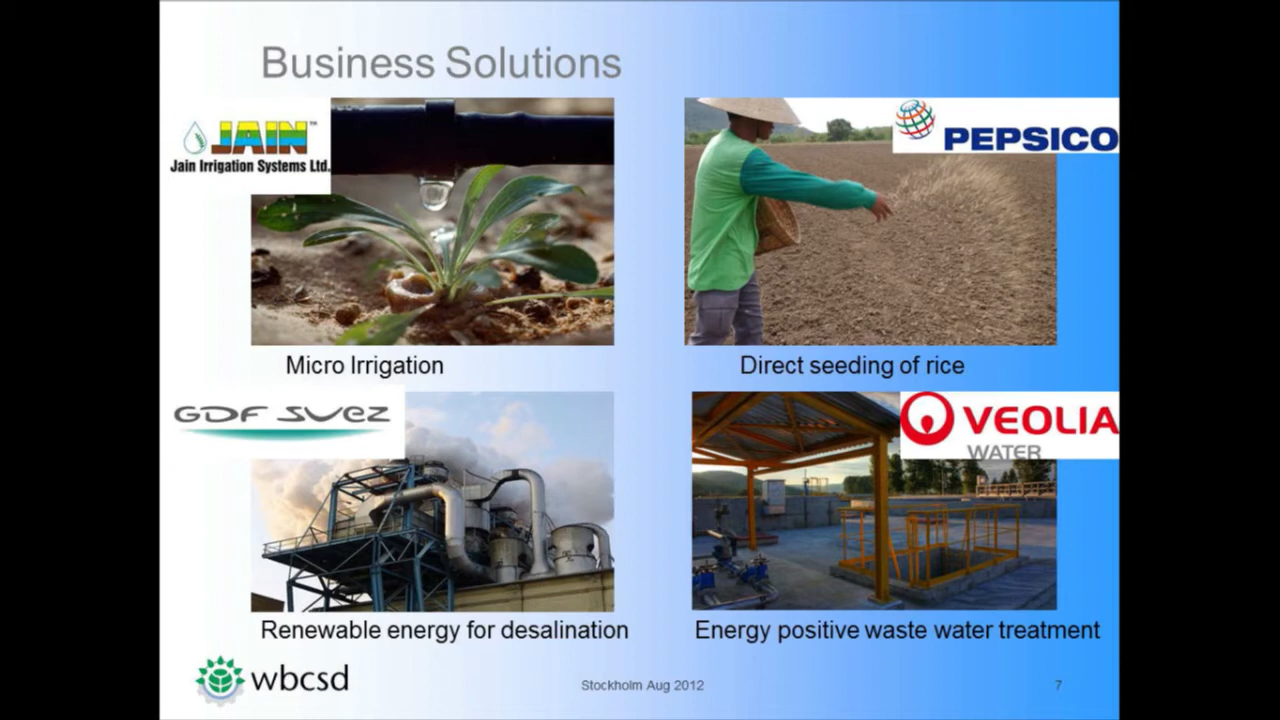 Business Solutions
JAIN™
Jain Irrigation Systems Ltd.
PEPSICO
Micro Irrigation
Direct seeding of rice
GDF SUEZ
VEOLIA
WATER
Renewable energy for desalination
Energy positive waste water treatment
wbcsd
Stockholm Aug 2012
7